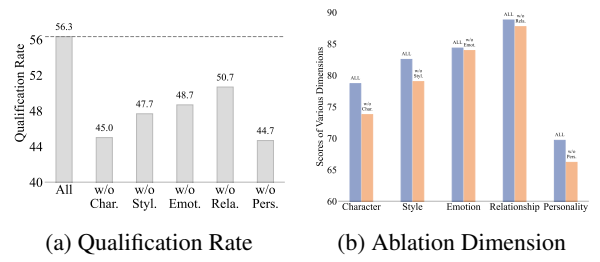 Qualification Rate
56
52
48
44
40
56.3
45.0
47.7
48.7
50.7
44.7
All
w/o Char.
w/o Styl.
w/o Emot.
w/o Rela.
w/o Pers.
(a) Qualification Rate
Scores of Various Dimensions
90
85
80
75
70
65
60
ALL
w/o
Char.
ALL
w/o
Styl.
ALL
w/o
Emot.
ALL
w/o
Rela.
ALL
w/o
Pers.
Character
Style
Emotion
Relationship
Personality
(b) Ablation Dimension